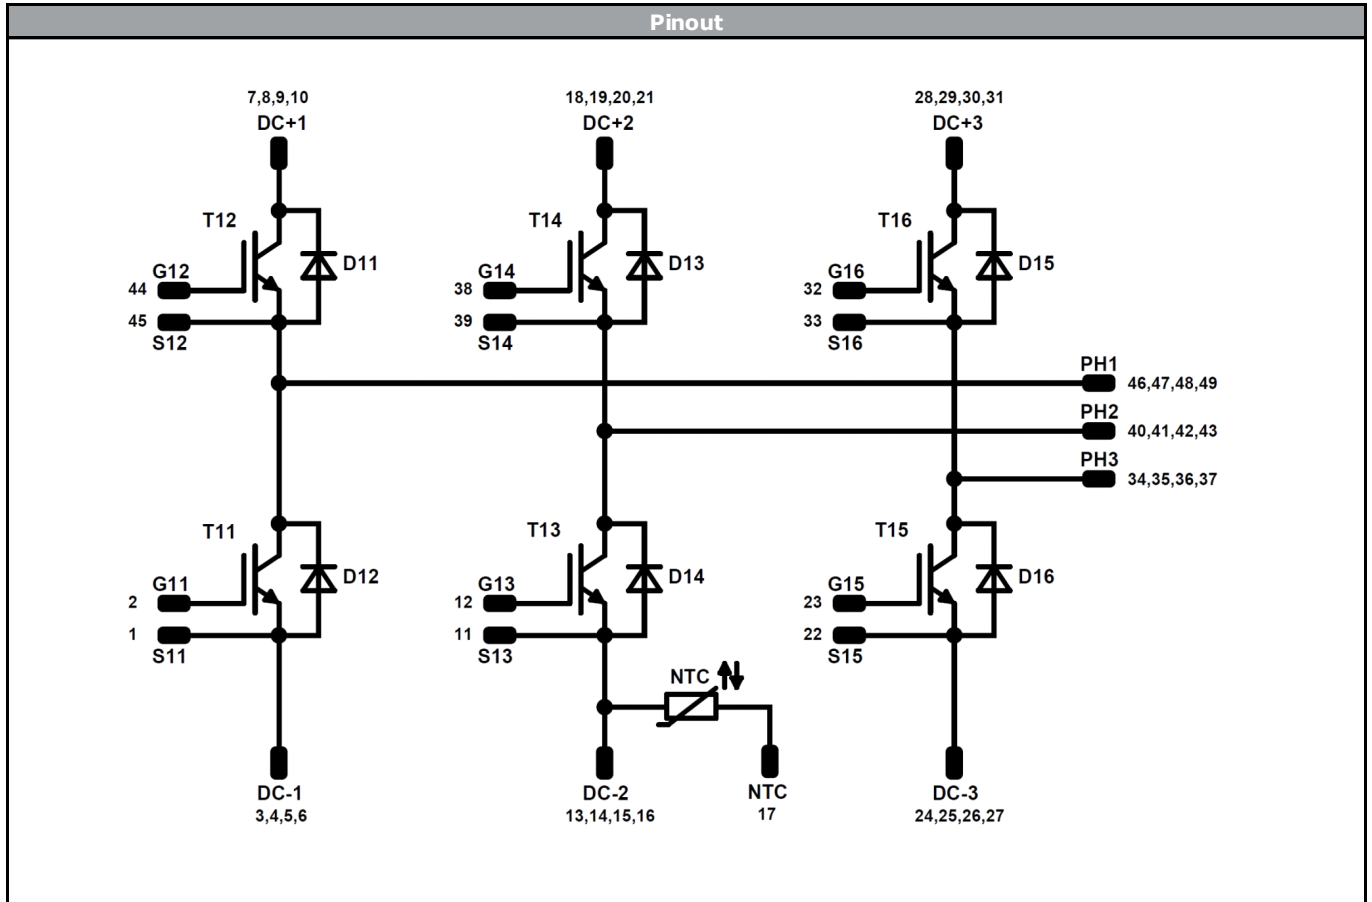 Pinout
7,8,9,10
DC+1
18,19,20,21
DC+2
28,29,30,31
DC+3
T12
D11
G12
44
45
S12
T14
D13
G14
38
39
S14
T16
D15
G16
32
33
S16
PH1
46,47,48,49
PH2
40,41,42,43
PH3
34,35,36,37
T11
D12
G11
2
1
S11
T13
D14
G13
12
11
S13
T15
D16
G15
23
22
S15
NTC
DC-1
3,4,5,6
DC-2
13,14,15,16
NTC
17
DC-3
24,25,26,27